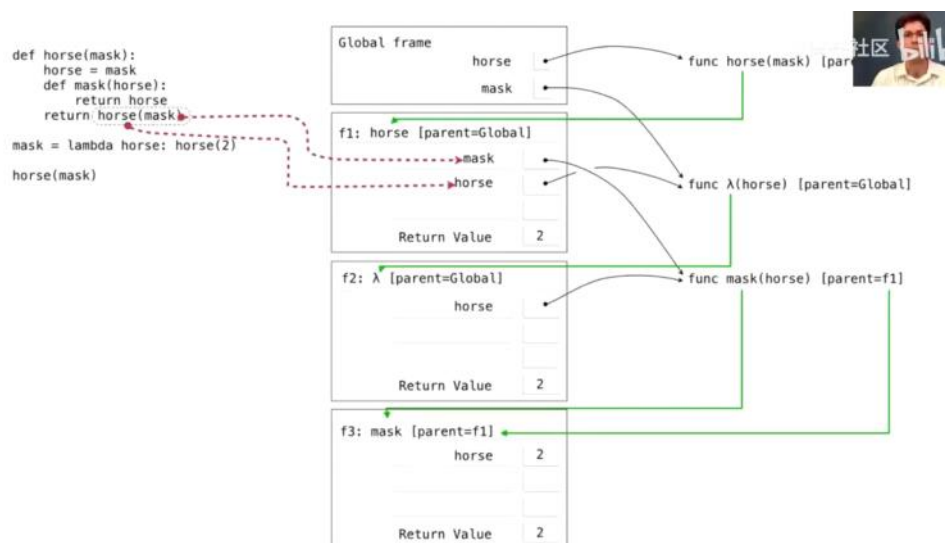 def horse(mask):
    horse = mask
    def mask(horse):
        return horse
    return horse(mask)
mask = lambda horse: horse(2)
horse(mask)
Global frame
horse
mask
f1: horse [parent=Global]
mask
horse
Return Value 2
f2: λ [parent=Global]
horse
Return Value 2
f3: mask [parent=f1]
horse 2
Return Value 2
func horse(mask)
func λ(horse) [parent=Global]
func mask(horse) [parent=f1]
社区